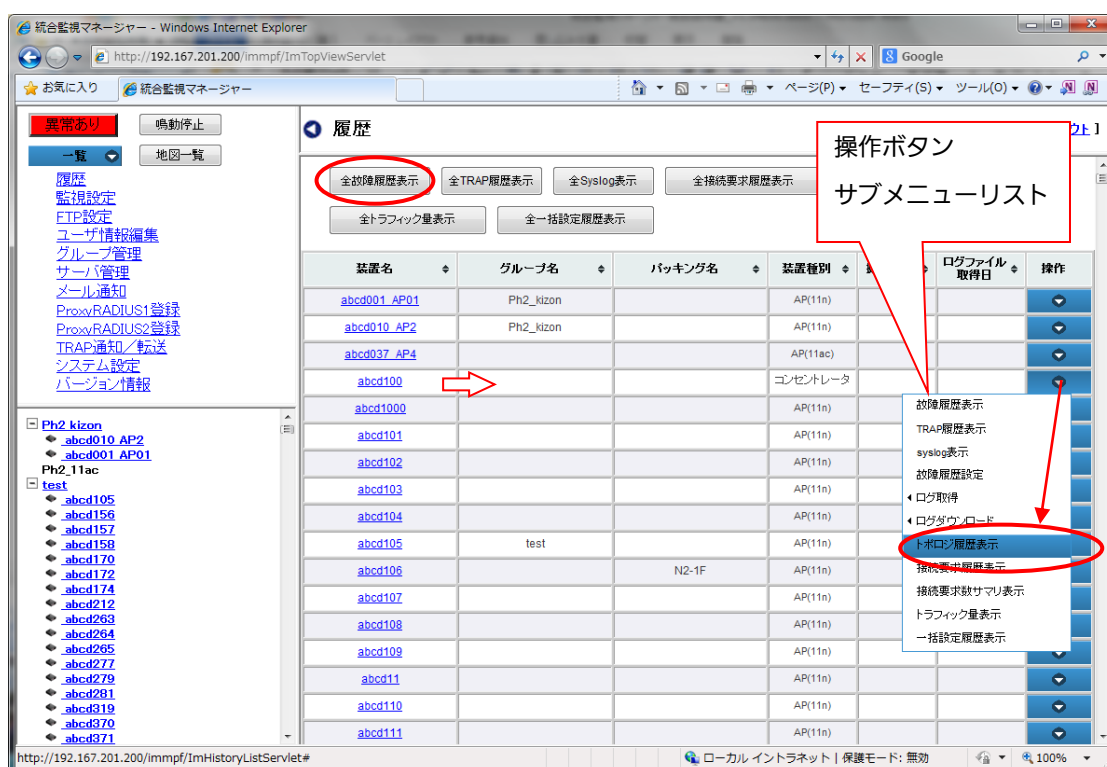 統合監視マネージャー - Windows Internet Explorer
http://192.167.201.200/immpf/ImTopViewServlet
Google
お気に入り
統合監視マネージャー
ページ(P)
セーフティ(S)
ツール(O)
異常あり
鳴動停止
一覧
地図一覧
履歴
監視設定
FTP設定
ユーザ情報編集
グループ管理
サーバ管理
メール通知
ProxyRADIUS1登録
ProxyRADIUS2登録
TRAP通知/転送
システム設定
バージョン情報
Ph2_kizon
abcd010_AP2
abcd001_AP01
Ph2_11ac
test
abcd105
abcd156
abcd157
abcd158
abcd170
abcd172
abcd174
abcd212
abcd263
abcd264
abcd265
abcd277
abcd279
abcd281
abcd319
abcd370
abcd371
履歴
ウト ]
操作ボタン
サブメニューリスト
全故障履歴表示
全TRAP履歴表示
全Syslog表示
全接続要求履歴表示
全トラフィック量表示
全一括設定履歴表示
装置名 グループ名 パッキング名 装置種別 ログファイル取得日 操作
abcd001_AP01 Ph2_kizon AP(11n)
abcd010_AP2 Ph2_kizon AP(11n)
abcd037_AP4 AP(11ac)
abcd100 コンセントレータ
abcd1000 AP(11n)
abcd101 AP(11n)
abcd102 AP(11n)
abcd103 AP(11n)
abcd104 AP(11n)
abcd105 test AP(11n)
abcd106 N2-1F AP(11n)
abcd107 AP(11n)
abcd108 AP(11n)
abcd109 AP(11n)
abcd11 AP(11n)
abcd110 AP(11n)
abcd111 AP(11n)
故障履歴表示
TRAP履歴表示
syslog表示
故障履歴設定
ログ取得
ログダウンロード
トポロジ履歴表示
接続要求履歴表示
接続要求数サマリ表示
トラフィック量表示
一括設定履歴表示
http://192.167.201.200/immpf/ImHistoryListServlet#
ローカル イントラネット | 保護モード: 無効
100%